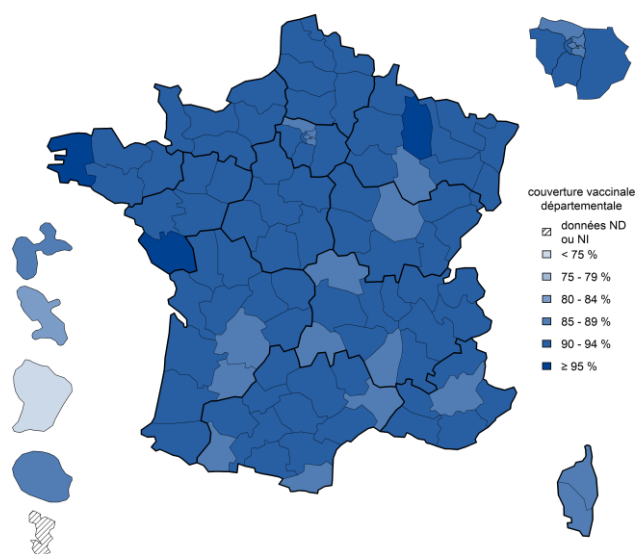 couverture vaccinale
départementale
données ND
ou NI
< 75 %
75 - 79 %
80 - 84 %
85 - 89 %
90 - 94 %
≥ 95 %